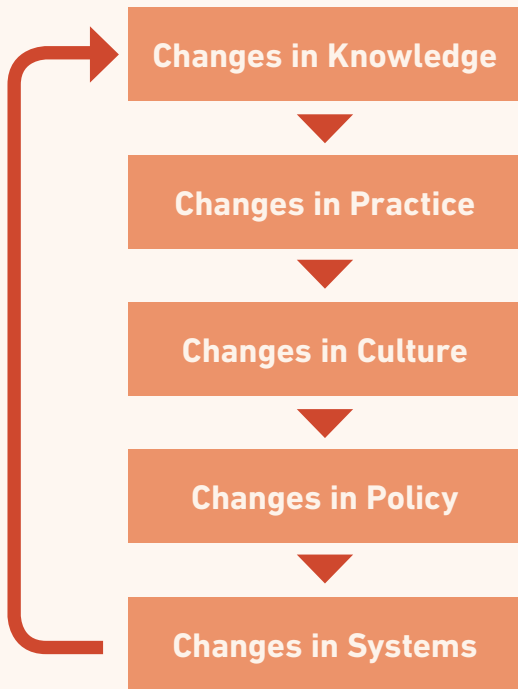 Changes in Knowledge
Changes in Practice
Changes in Culture
Changes in Policy
Changes in Systems